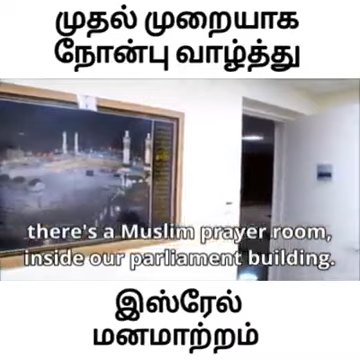 முதல் முறையாக
நோன்பு வாழ்த்து
there's a Muslim prayer room,
inside our parliament building.
இஸ்ரேல்
மனமாற்றம்